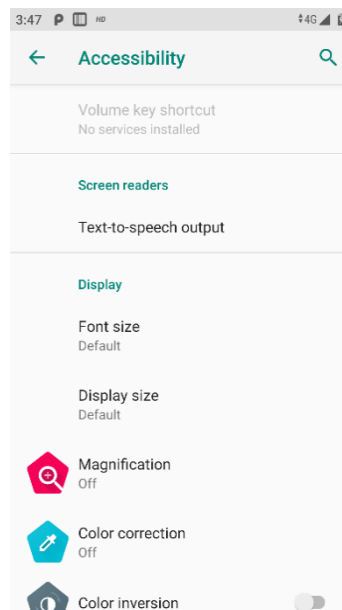 3:47 P HD 4G
Accessibility
Volume key shortcut
No services installed
Screen readers
Text-to-speech output
Display
Font size
Default
Display size
Default
Magnification
Off
Color correction
Off
Color inversion